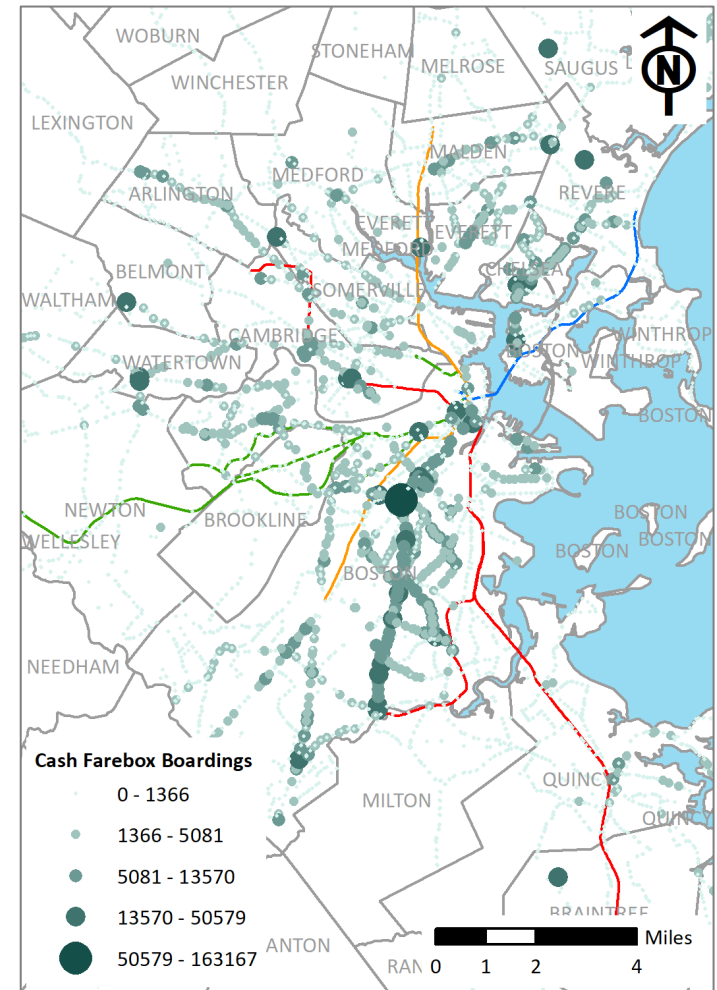 WOBURN
STONEHAM
MELROSE
SAUGUS
N
WINCHESTER
LEXINGTON
MALDEN
MEDFORD
ARLINGTON
REVERE
EVERETT
EVERETT
MEDFORD
BELMONT
CHELSEA
WALTHAM
SOMERVILLE
CAMBRIDGE
WINTHROP
WATERTOWN
WINTHROP
BOSTON
NEWTON
BROOKLINE
BOSTON
WELLESLEY
BOSTON
BOSTON
BOSTON
NEEDHAM
Cash Farebox Boardings
0 - 1366
1366 - 5081
5081 - 13570
13570 - 50579
50579 - 163167
MILTON
QUINCY
BRAINTREE
ANTON
RAN
Miles
0 1 2 4